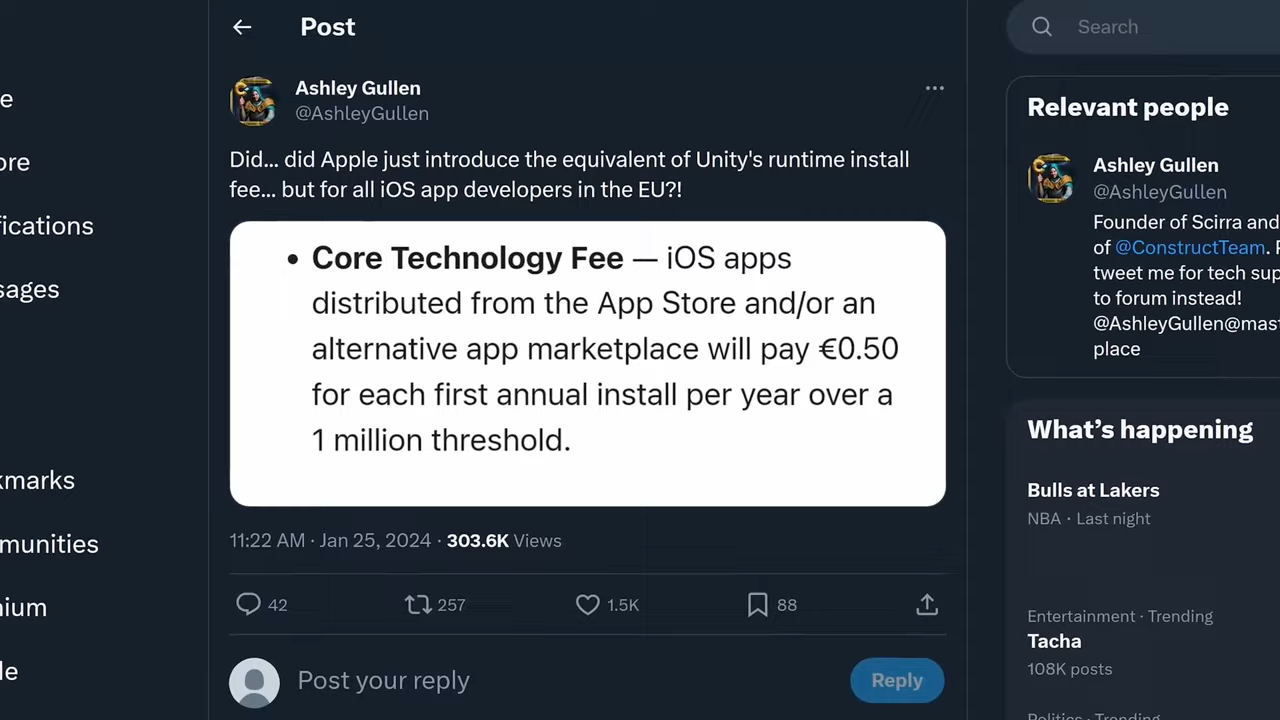 Post
Search
e
ore
fications
sages
kmarks
munities
nium
le
Ashley Gullen
@AshleyGullen
Did... did Apple just introduce the equivalent of Unity's runtime install
fee... but for all iOS app developers in the EU?!
• Core Technology Fee — iOS apps
distributed from the App Store and/or an
alternative app marketplace will pay €0.50
for each first annual install per year over a
1 million threshold.
11:22 AM · Jan 25, 2024 · 303.6K Views
42 257 1.5K 88
Post your reply
Reply
Relevant people
Ashley Gullen
@AshleyGullen
Founder of Scirra and
of @ConstructTeam. P
tweet me for tech sup
to forum instead!
@AshleyGullen@mast
place
What's happening
Bulls at Lakers
NBA · Last night
Entertainment · Trending
Tacha
108K posts
Politics · Trending